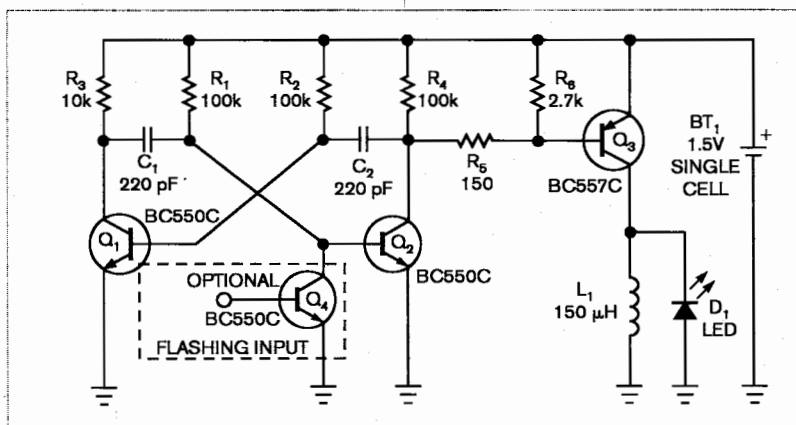 R3
10k
R1
100k
R2
100k
R4
100k
R6
2.7k
C1
220 pF
C2
220 pF
R5
150
Q3
BC557C
BT1
1.5V
SINGLE
CELL
+
Q1
BC550C
Q2
BC550C
OPTIONAL
Q4
BC550C
FLASHING INPUT
L1
150 μH
D1
LED